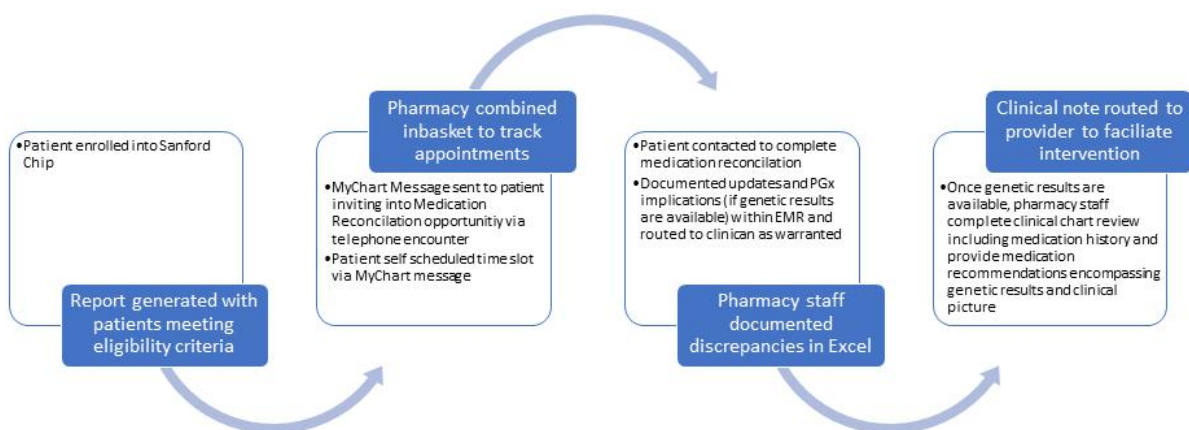 •Patient enrolled into Sanford
Chip
Report generated with
patients meeting
eligibility criteria
Pharmacy combined
inbasket to track
appointments
•MyChart Message sent to patient
inviting into Medication
Reconcilation opportunitiy via
telephone encounter
•Patient self scheduled time slot
via MyChart message
•Patient contacted to complete
medication reconcilation
•Documented updates and PGx
implications (if genetic results
are available) within EMR and
routed to clinican as warranted
Pharmacy staff
documented
discrepancies in Excel
Clinical note routed to
provider to faciliate
intervention
•Once genetic results are
available, pharmacy staff
complete clinical chart review
including medication history and
provide medication
recommendations encompassing
genetic results and clinical
picture